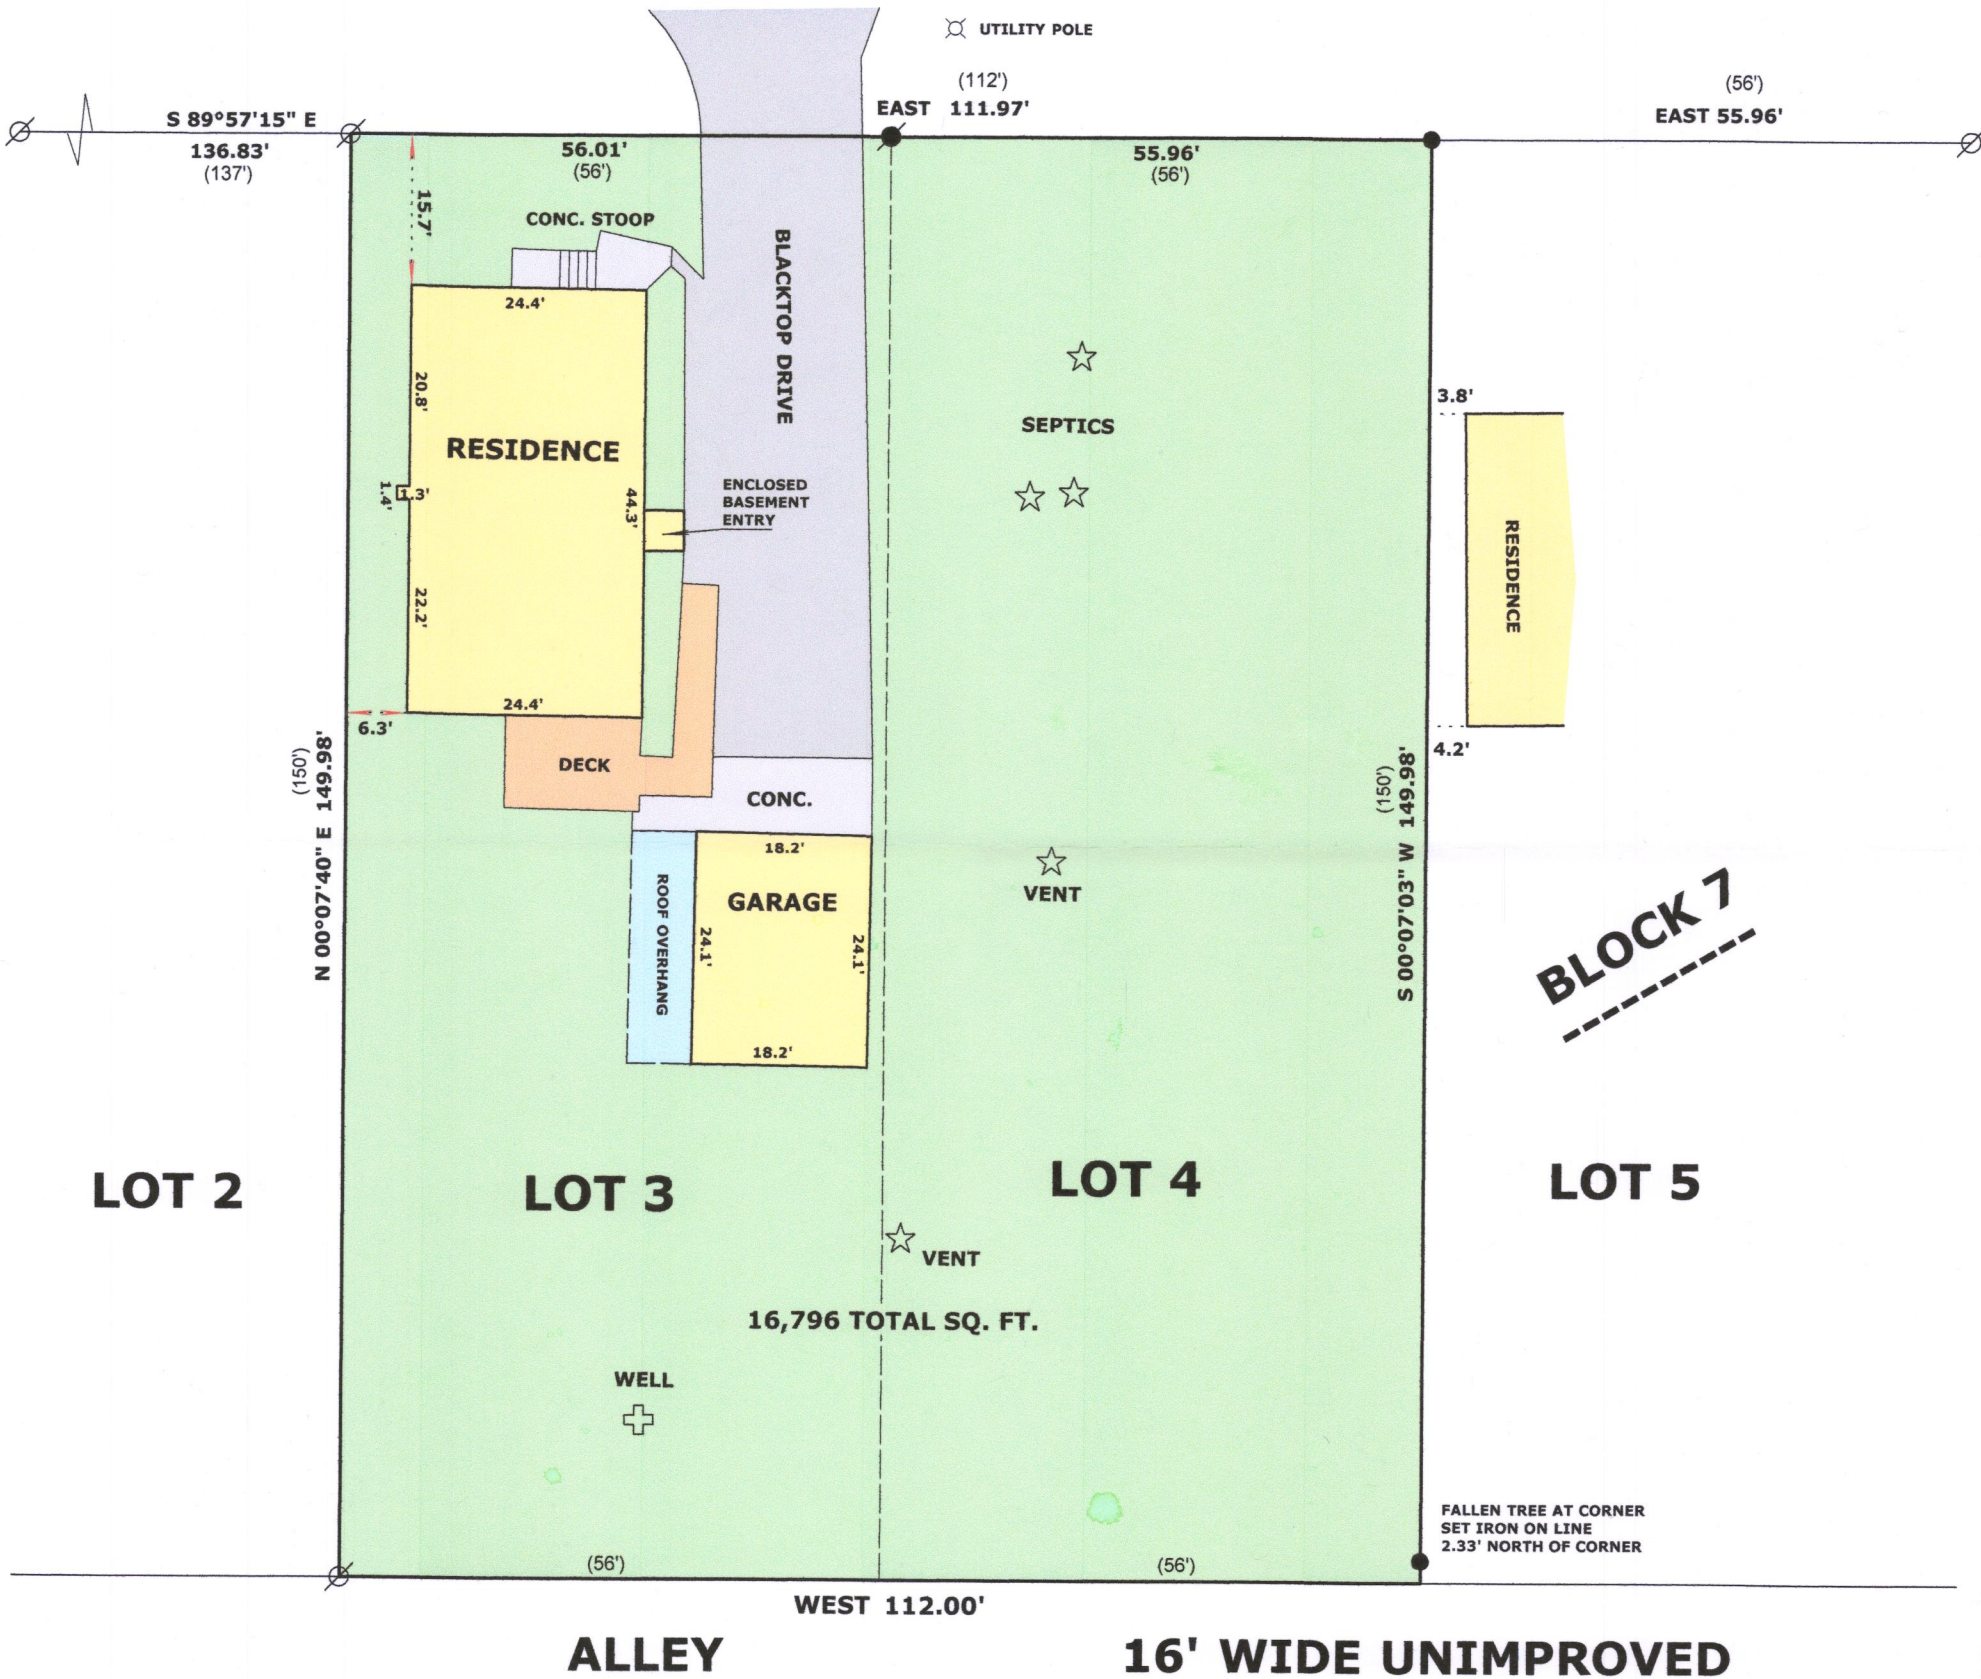 UTILITY POLE
(112')
EAST 111.97'
(56')
EAST 55.96'
S 89°57'15" E
136.83'
(137')
56.01'
(56')
55.96'
(56')
15.7'
CONC. STOOP
24.4'
BLACKTOP DRIVE
20.8'
RESIDENCE
1.4'
1.3'
44.3'
ENCLOSED
BASEMENT
ENTRY
22.2'
24.4'
6.3'
DECK
CONC.
SEPTICS
3.8'
RESIDENCE
4.2'
(150')
N 00°07'40" E 149.98'
(150')
S 00°07'03" W 149.98'
18.2'
GARAGE
ROOF OVERHANG
24.1'
24.1'
18.2'
VENT
BLOCK 7
LOT 2
LOT 3
LOT 4
LOT 5
VENT
16,796 TOTAL SQ. FT.
WELL
FALLEN TREE AT CORNER
SET IRON ON LINE
2.33' NORTH OF CORNER
(56')
(56')
WEST 112.00'
ALLEY
16' WIDE UNIMPROVED